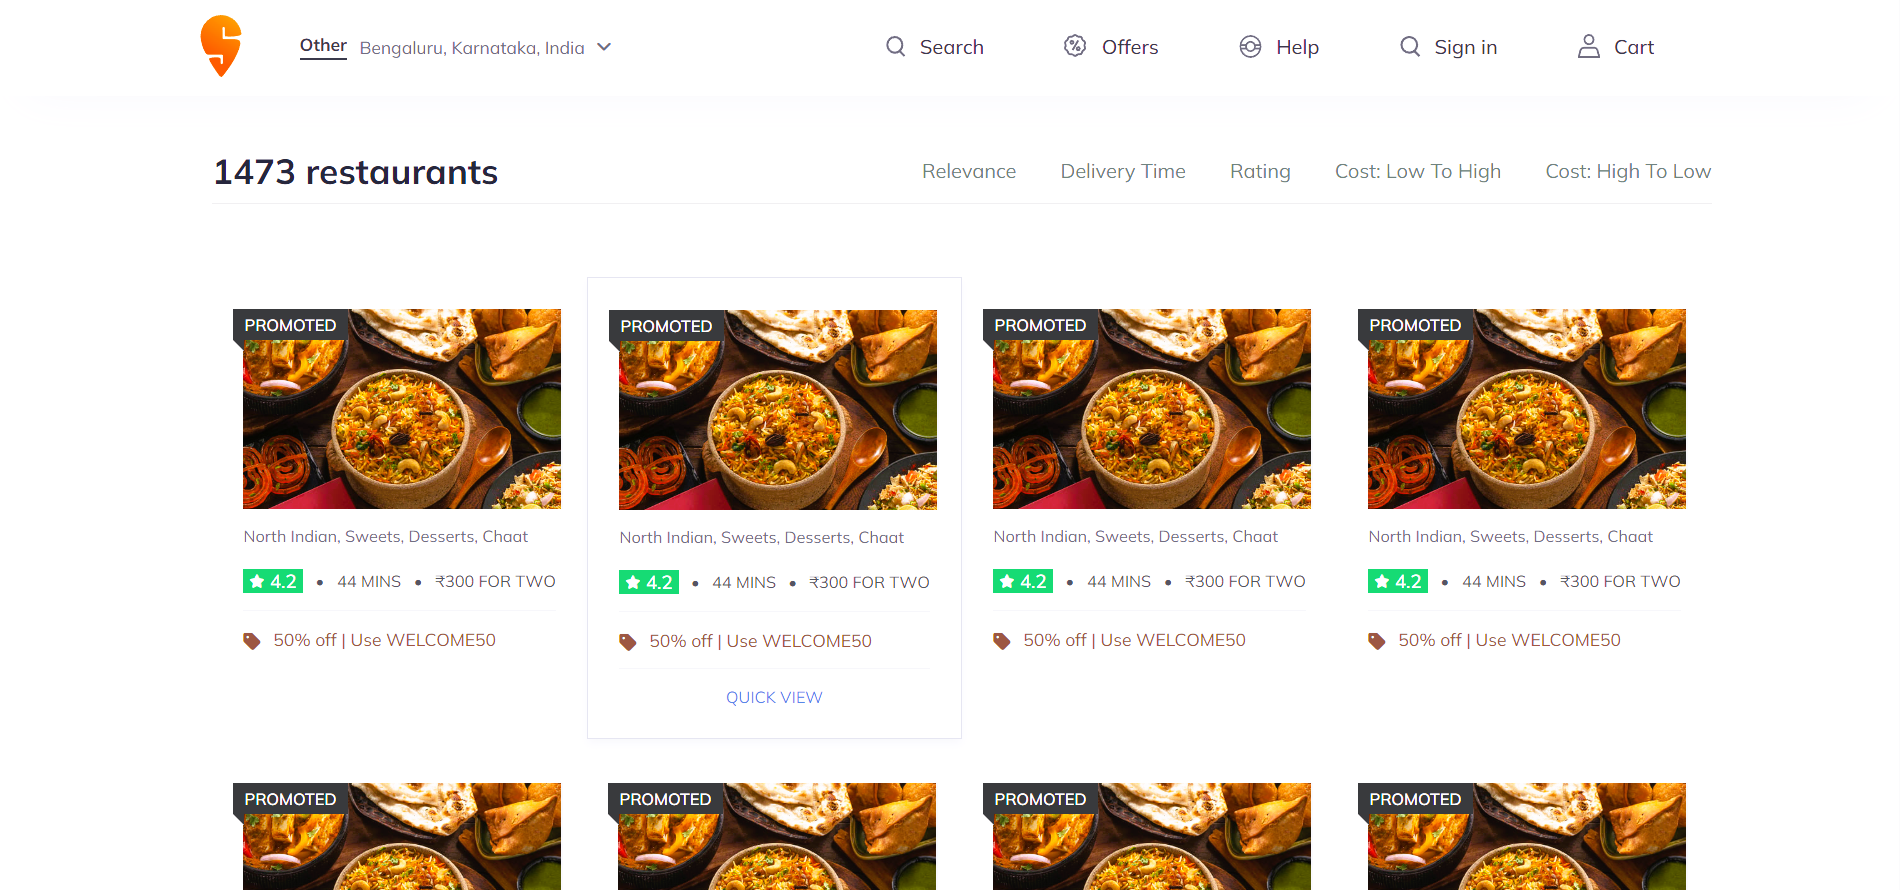 Other Bengaluru, Karnataka, India Search Offers Help Sign in Cart
1473 restaurants Relevance Delivery Time Rating Cost: Low To High Cost: High To Low
PROMOTED PROMOTED PROMOTED PROMOTED
North Indian, Sweets, Desserts, Chaat North Indian, Sweets, Desserts, Chaat North Indian, Sweets, Desserts, Chaat North Indian, Sweets, Desserts, Chaat
4.2 • 44 MINS • ₹300 FOR TWO 4.2 • 44 MINS • ₹300 FOR TWO 4.2 • 44 MINS • ₹300 FOR TWO 4.2 • 44 MINS • ₹300 FOR TWO
50% off | Use WELCOME50 50% off | Use WELCOME50 50% off | Use WELCOME50 50% off | Use WELCOME50
QUICK VIEW
PROMOTED PROMOTED PROMOTED PROMOTED